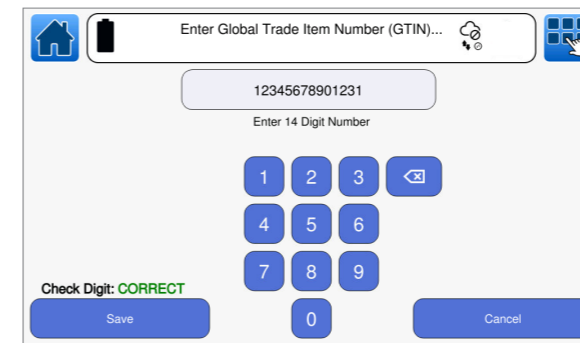 Enter Global Trade Item Number (GTIN)...
12345678901231
Enter 14 Digit Number
1 2 3
4 5 6
7 8 9
Check Digit: CORRECT
Save 0 Cancel